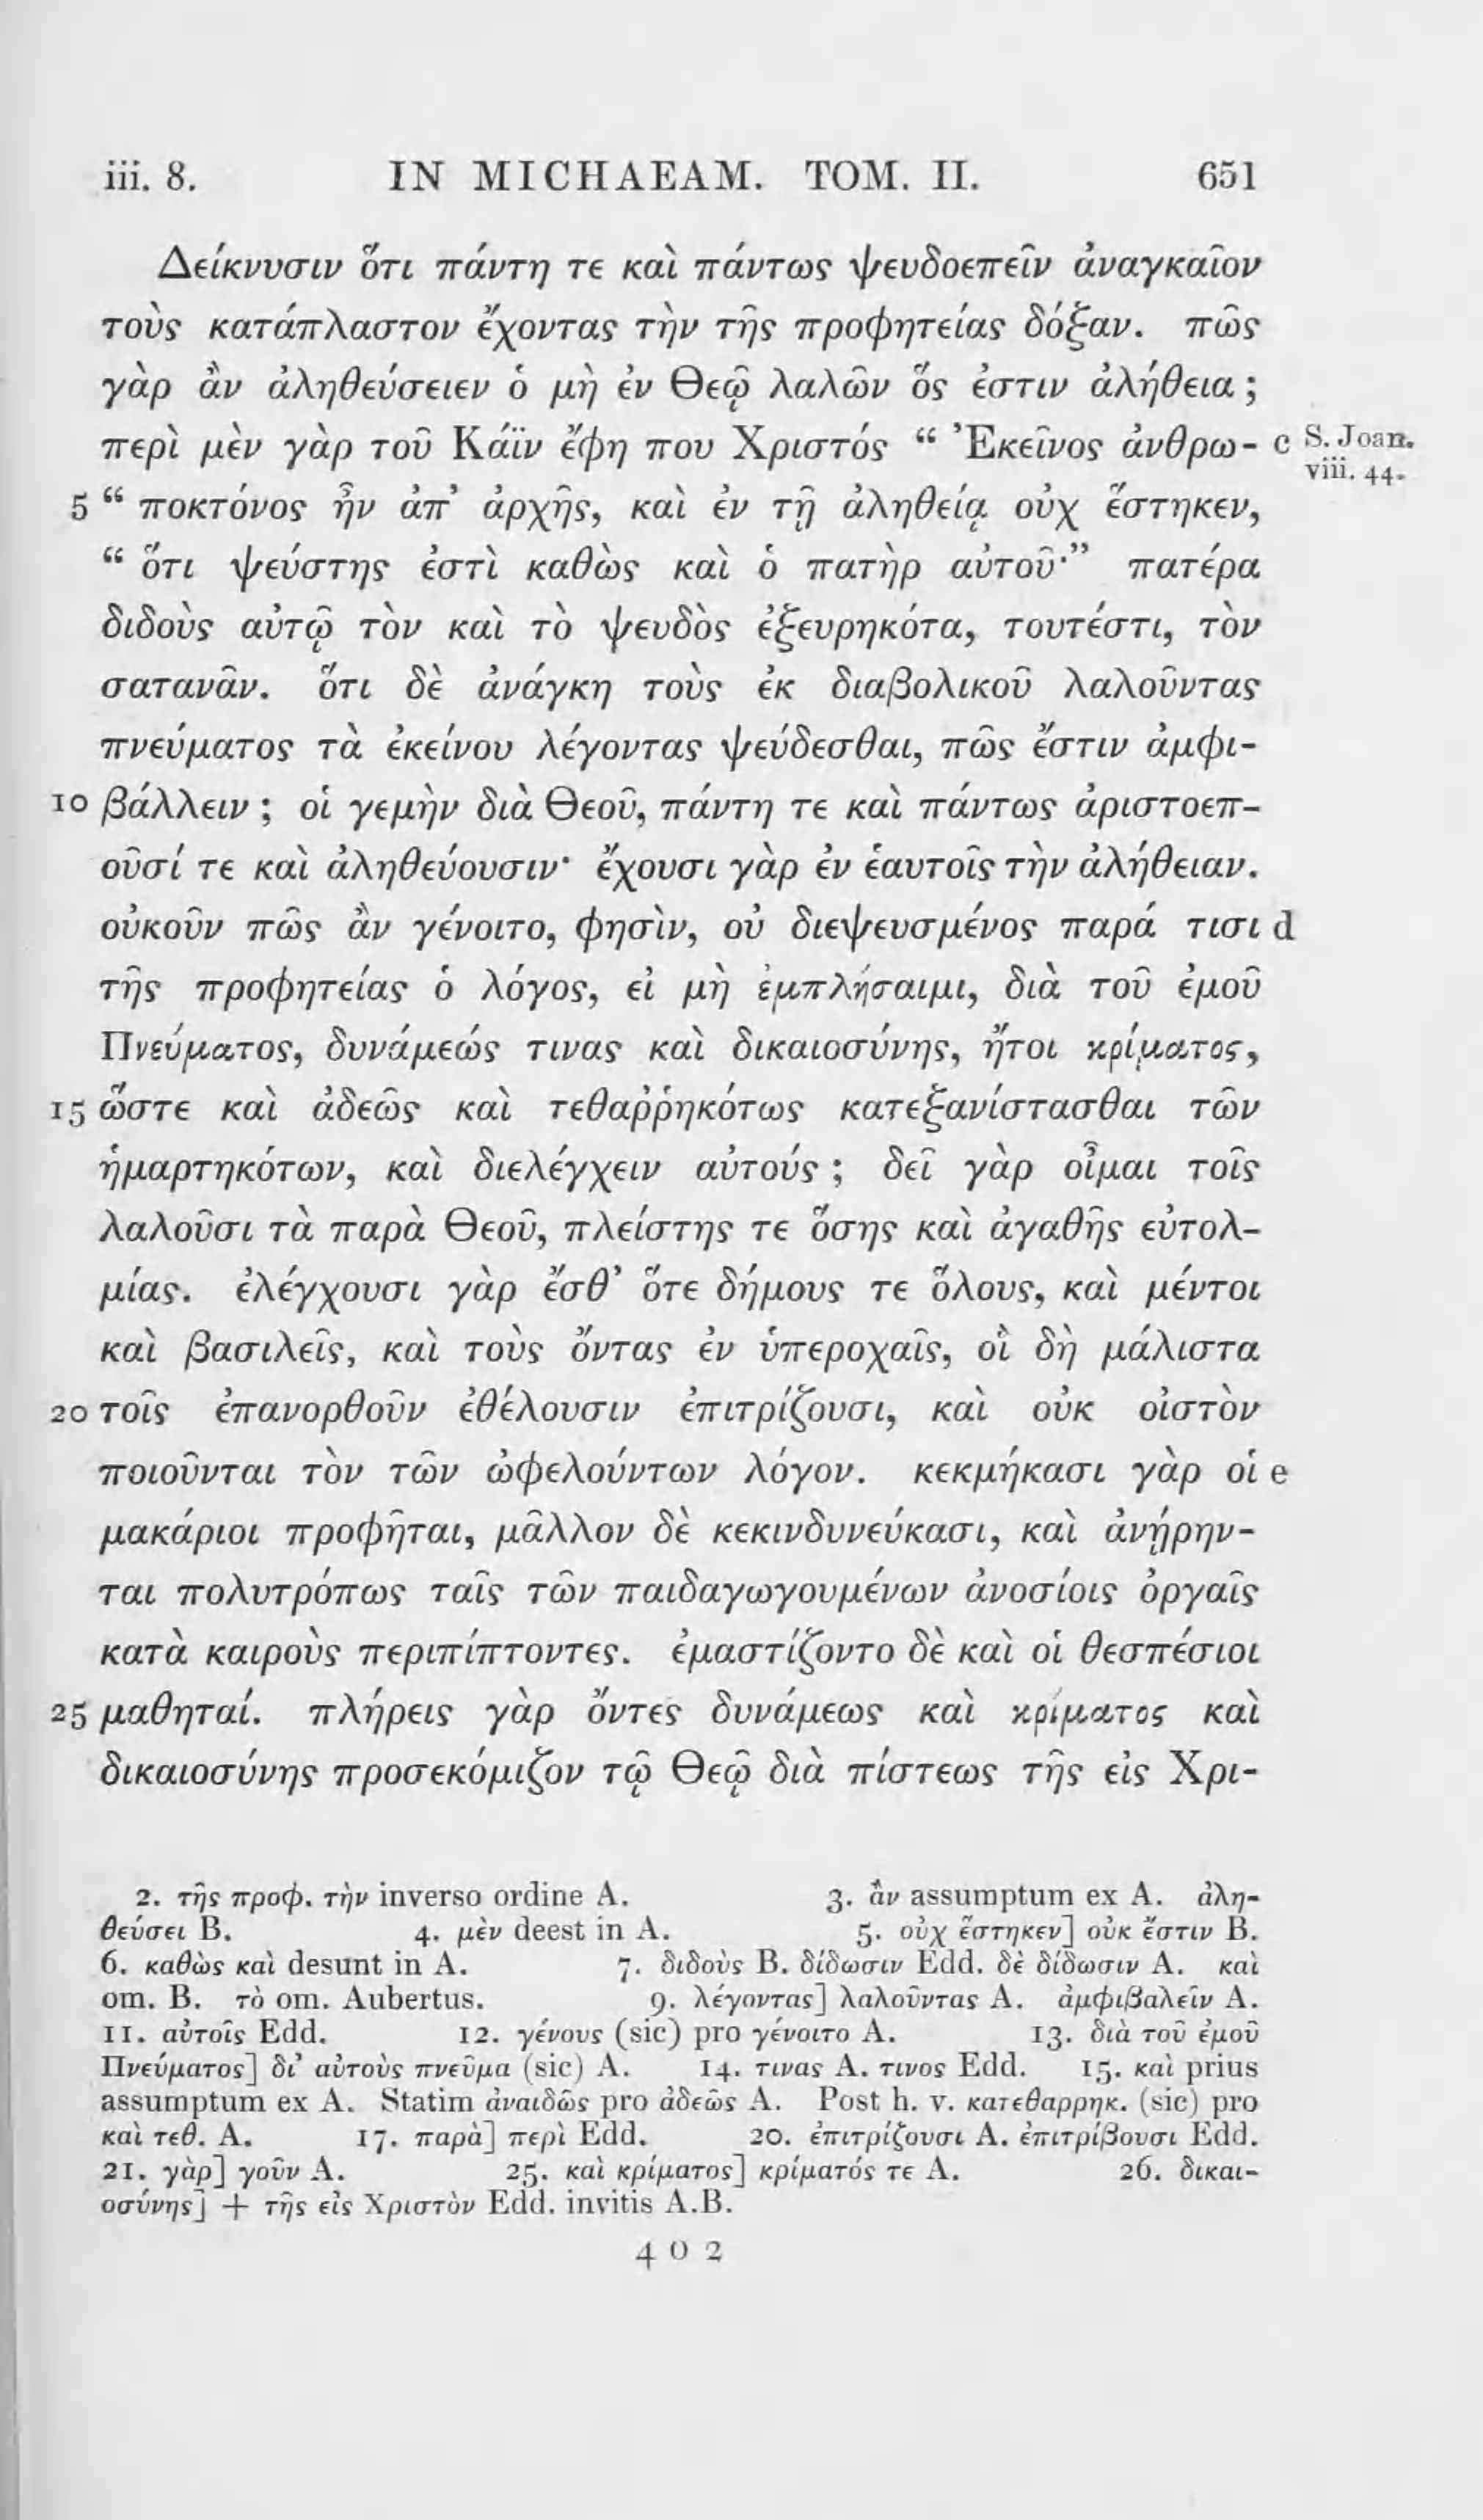 iii. 8. IN MICHAEAM. TOM. II. 651
Δείκνυσιν ὅτι πάντη τε καὶ πάντως ψευδοεπεῖν ἀναγκαῖον
τοὺς κατάπλαστον ἔχοντας τὴν τῆς προφητείας δόξαν. πῶς
γὰρ ἂν ἀληθεύσειεν ὁ μὴ ἐν Θεῷ λαλῶν ὅς ἐστιν ἀλήθεια ;
περὶ μὲν γὰρ τοῦ Κάϊν ἔφη που Χριστός “ Ἐκεῖνος ἀνθρω- c S. Joan. viii. 44.
5 “ ποκτόνος ἦν ἀπ’ ἀρχῆς, καὶ ἐν τῇ ἀληθείᾳ οὐχ ἕστηκεν,
“ ὅτι ψεύστης ἐστὶ καθὼς καὶ ὁ πατὴρ αὐτοῦ·” πατέρα
διδοὺς αὐτῷ τὸν καὶ τὸ ψευδὸς ἐξευρηκότα, τουτέστι, τὸν
σατανᾶν. ὅτι δὲ ἀνάγκη τοὺς ἐκ διαβολικοῦ λαλοῦντας
πνεύματος τὰ ἐκείνου λέγοντας ψεύδεσθαι, πῶς ἔστιν ἀμφι-
10 βάλλειν ; οἱ γεμὴν διὰ Θεοῦ, πάντη τε καὶ πάντως ἀριστοεπ-
οῦσί τε καὶ ἀληθεύουσιν· ἔχουσι γὰρ ἐν ἑαυτοῖς τὴν ἀλήθειαν.
οὐκοῦν πῶς ἂν γένοιτο, φησὶν, οὐ διεψευσμένος παρά τισι d
τῆς προφητείας ὁ λόγος, εἰ μὴ ἐμπλήσαιμι, διὰ τοῦ ἐμοῦ
Πνεύματος, δυνάμεώς τινας καὶ δικαιοσύνης, ἤτοι κρίματος,
15 ὥστε καὶ ἀδεῶς καὶ τεθαῤῥηκότως κατεξανίστασθαι τῶν
ἡμαρτηκότων, καὶ διελέγχειν αὐτούς ; δεῖ γὰρ οἶμαι τοῖς
λαλοῦσι τὰ παρὰ Θεοῦ, πλείστης τε ὅσης καὶ ἀγαθῆς εὐτολ-
μίας. ἐλέγχουσι γὰρ ἔσθ’ ὅτε δήμους τε ὅλους, καὶ μέντοι
καὶ βασιλεῖς, καὶ τοὺς ὄντας ἐν ὑπεροχαῖς, οἳ δὴ μάλιστα
20 τοῖς ἐπανορθοῦν ἐθέλουσιν ἐπιτρίζουσι, καὶ οὐκ οἰστὸν
ποιοῦνται τὸν τῶν ὠφελούντων λόγον. κεκμήκασι γὰρ οἱ e
μακάριοι προφῆται, μᾶλλον δὲ κεκινδυνεύκασι, καὶ ἀνῄρην-
ται πολυτρόπως ταῖς τῶν παιδαγωγουμένων ἀνοσίοις ὀργαῖς
κατὰ καιροὺς περιπίπτοντες. ἐμαστίζοντο δὲ καὶ οἱ θεσπέσιοι
25 μαθηταί. πλήρεις γὰρ ὄντες δυνάμεως καὶ κρίματος καὶ
δικαιοσύνης προσεκόμιζον τῷ Θεῷ διὰ πίστεως τῆς εἰς Χρι-
2. τῆς προφ. τὴν inverso ordine A. 3. ἂν assumptum ex A. ἀλη-
θεύσει B. 4. μὲν deest in A. 5. οὐχ ἕστηκεν] οὐκ ἔστιν B.
6. καθὼς καὶ desunt in A. 7. διδοὺς B. δίδωσιν Edd. δὲ δίδωσιν A. καὶ
om. B. τὸ om. Aubertus. 9. λέγοντας] λαλοῦντας A. ἀμφιβαλεῖν A.
11. αὐτοῖς Edd. 12. γένους (sic) pro γένοιτο A. 13. διὰ τοῦ ἐμοῦ
Πνεύματος] δι’ αὐτοὺς πνεῦμα (sic) A. 14. τινας A. τινος Edd. 15. καὶ prius
assumptum ex A. Statim ἀναιδῶς pro ἀδεῶς A. Post h. v. κατεθαρρηκ. (sic) pro
καὶ τεθ. A. 17. παρὰ] περὶ Edd. 20. ἐπιτρίζουσι A. ἐπιτρίβουσι Edd.
21. γὰρ] γοῦν A. 25. καὶ κρίματος] κρίματός τε A. 26. δικαι-
οσύνης] + τῆς εἰς Χριστὸν Edd. invitis A.B.
4 O 2